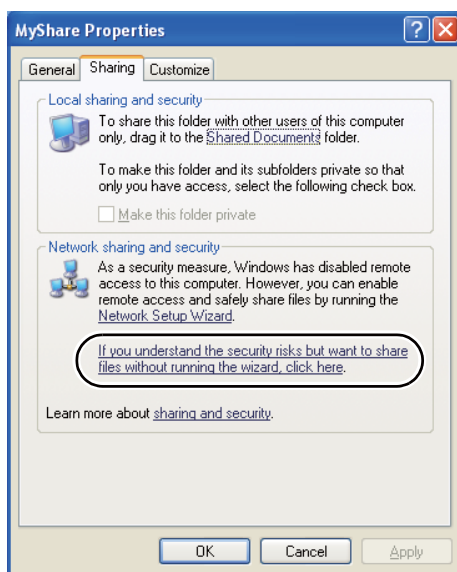 MyShare Properties
General
Sharing
Customize
Local sharing and security
To share this folder with other users of this computer
only, drag it to the Shared Documents folder.
To make this folder and its subfolders private so that
only you have access, select the following check box.
Make this folder private
Network sharing and security
As a security measure, Windows has disabled remote
access to this computer. However, you can enable
remote access and safely share files by running the
Network Setup Wizard.
If you understand the security risks but want to share
files without running the wizard, click here.
Learn more about sharing and security.
OK
Cancel
Apply